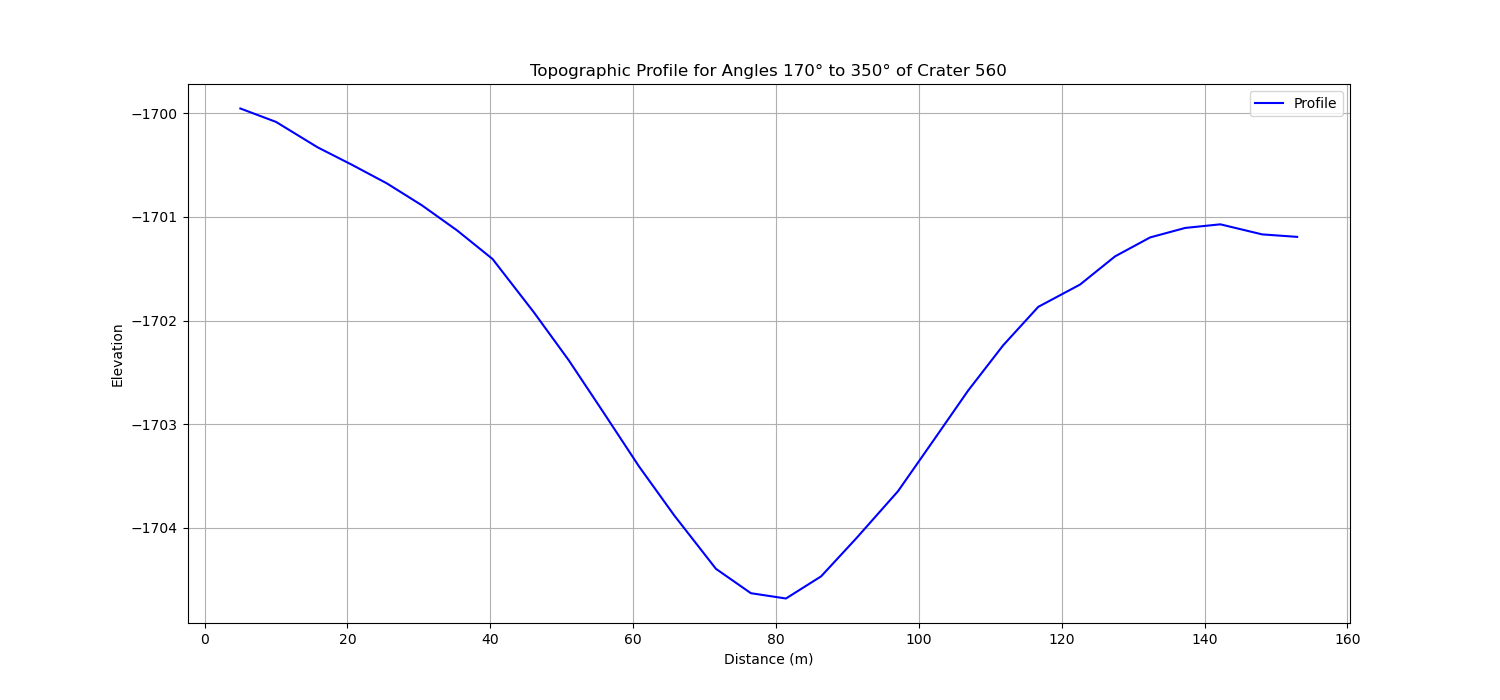 Topographic Profile for Angles 170° to 350° of Crater 560
Profile
−1700
−1701
−1702
−1703
−1704
Elevation
0 20 40 60 80 100 120 140 160
Distance (m)